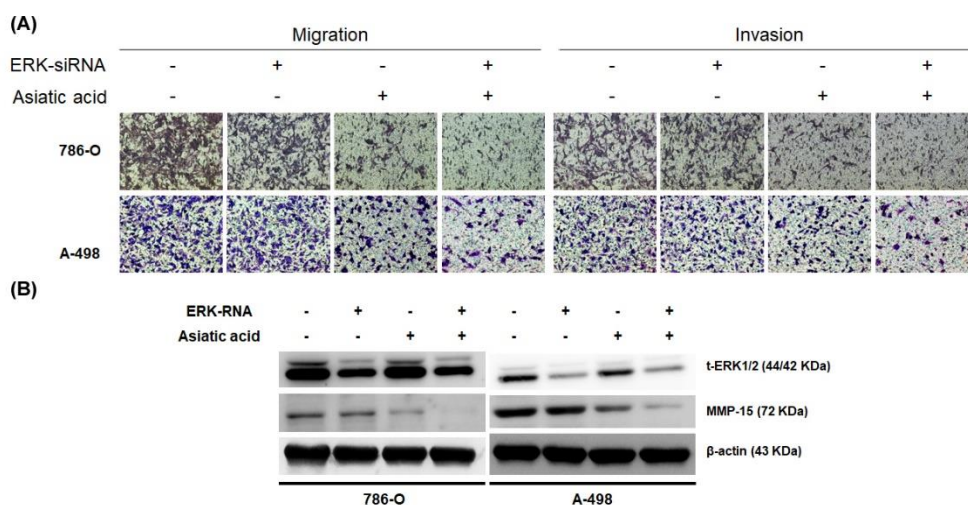 (A)
Migration Invasion
ERK-siRNA - + - + - + - +
Asiatic acid - - + + - - + +
786-O
A-498
(B)
ERK-RNA - + - + - + - +
Asiatic acid - - + + - - + +
t-ERK1/2 (44/42 KDa)
MMP-15 (72 KDa)
β-actin (43 KDa)
786-O A-498